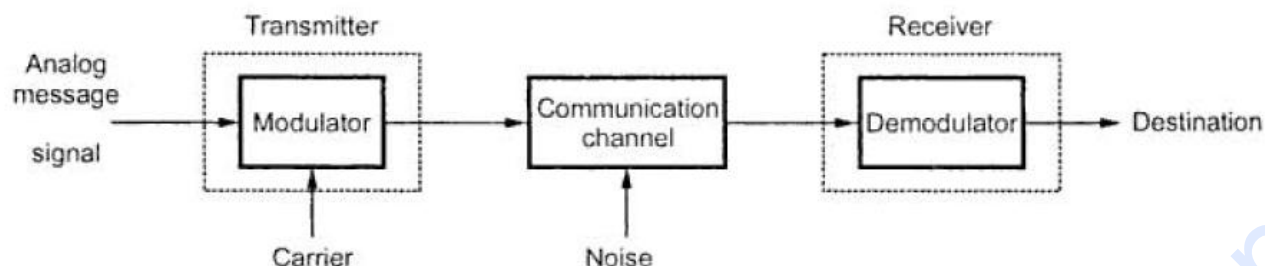 Transmitter
Receiver
Analog
message
signal
Modulator
Communication
channel
Demodulator
Destination
Carrier
Noise